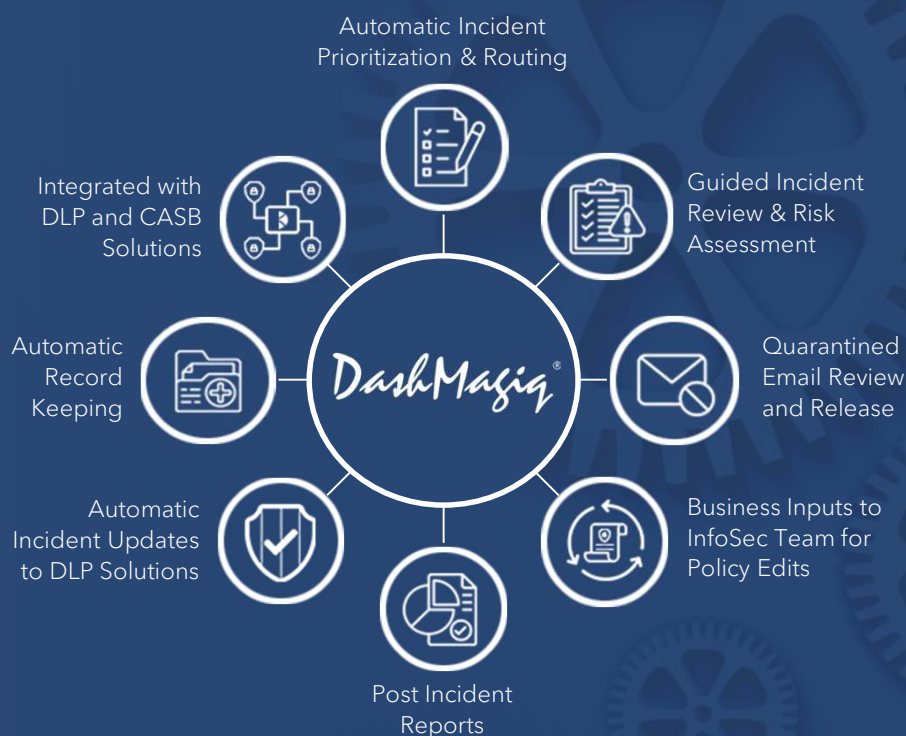 Automatic Incident
Prioritization & Routing
Guided Incident
Review & Risk
Assessment
Quarantined
Email Review
and Release
Business Inputs to
InfoSec Team for
Policy Edits
Post Incident
Reports
Automatic
Incident Updates
to DLP Solutions
Automatic
Record
Keeping
Integrated with
DLP and CASB
Solutions
DashMagiq®